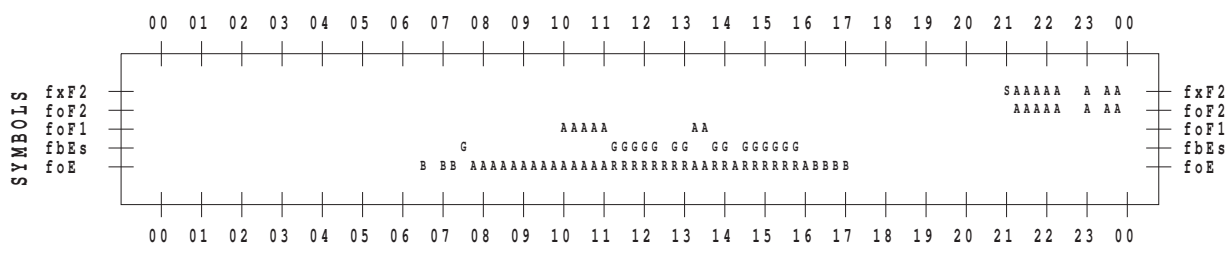 00 01 02 03 04 05 06 07 08 09 10 11 12 13 14 15 16 17 18 19 20 21 22 23 00
SYMBOLS
fxF2 SAAAAA A AA fxF2
foF2 AAAAA A AA foF2
foF1 AAAAA AA foF1
fbEs G GGGGG GG GG GGGGGG fbEs
foE B BB AAAAAAAAAAAAAARRRRRRRRAARRARRRRRRABBBB foE
00 01 02 03 04 05 06 07 08 09 10 11 12 13 14 15 16 17 18 19 20 21 22 23 00